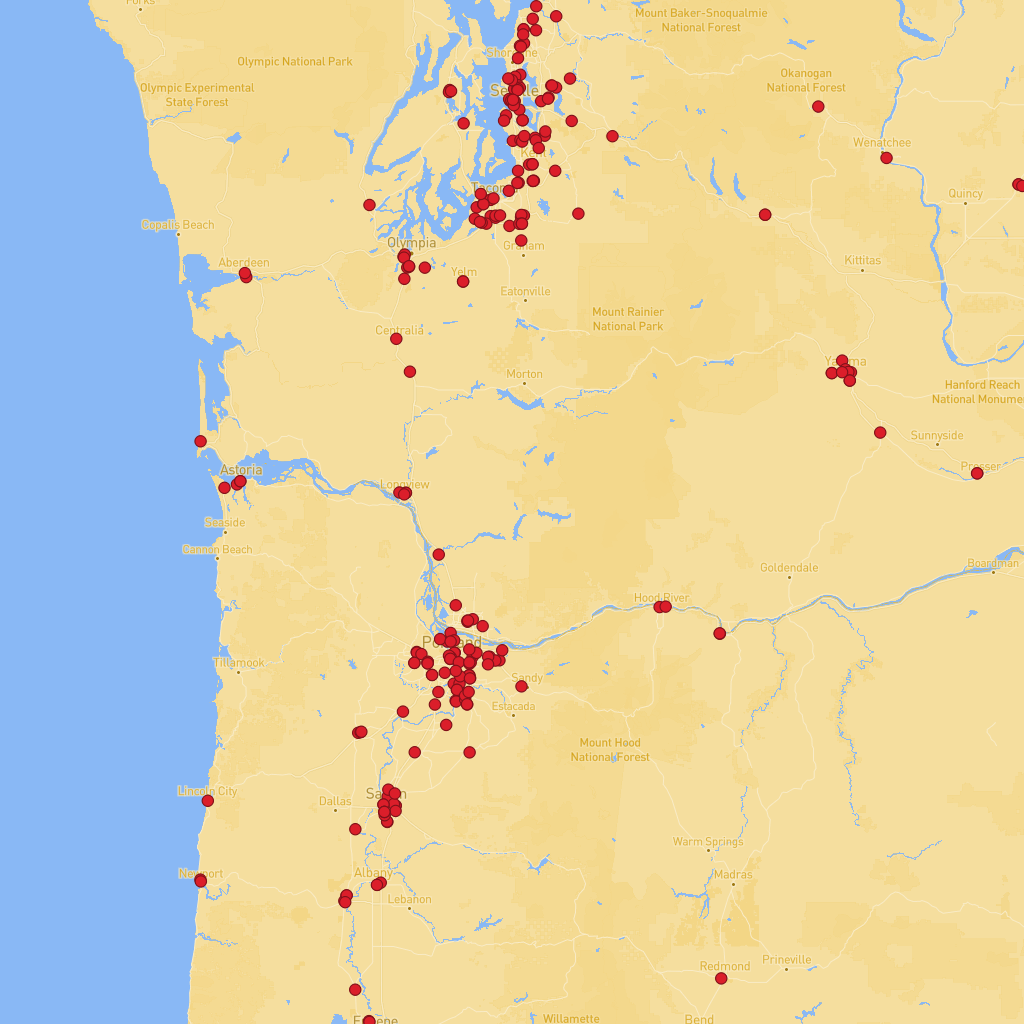 Forks
Mount Baker-Snoqualmie
National Forest
Olympic National Park
Shoreline
Okanogan
National Forest
Olympic Experimental
State Forest
Seattle
Wenatchee
Kent
Tacoma
Quincy
Copalis Beach
Olympia
Graham
Aberdeen
Yelm
Kittitas
Eatonville
Mount Rainier
National Park
Centralia
Yakima
Morton
Hanford Reach
National Monume
Sunnyside
Astoria
Prosser
Longview
Seaside
Cannon Beach
Goldendale
Boardman
Hood River
Portland
Tillamook
Sandy
Estacada
Mount Hood
National Forest
Lincoln City
Salem
Dallas
Warm Springs
Newport
Albany
Madras
Lebanon
Redmond
Prineville
Eugene
Willamette
Bend